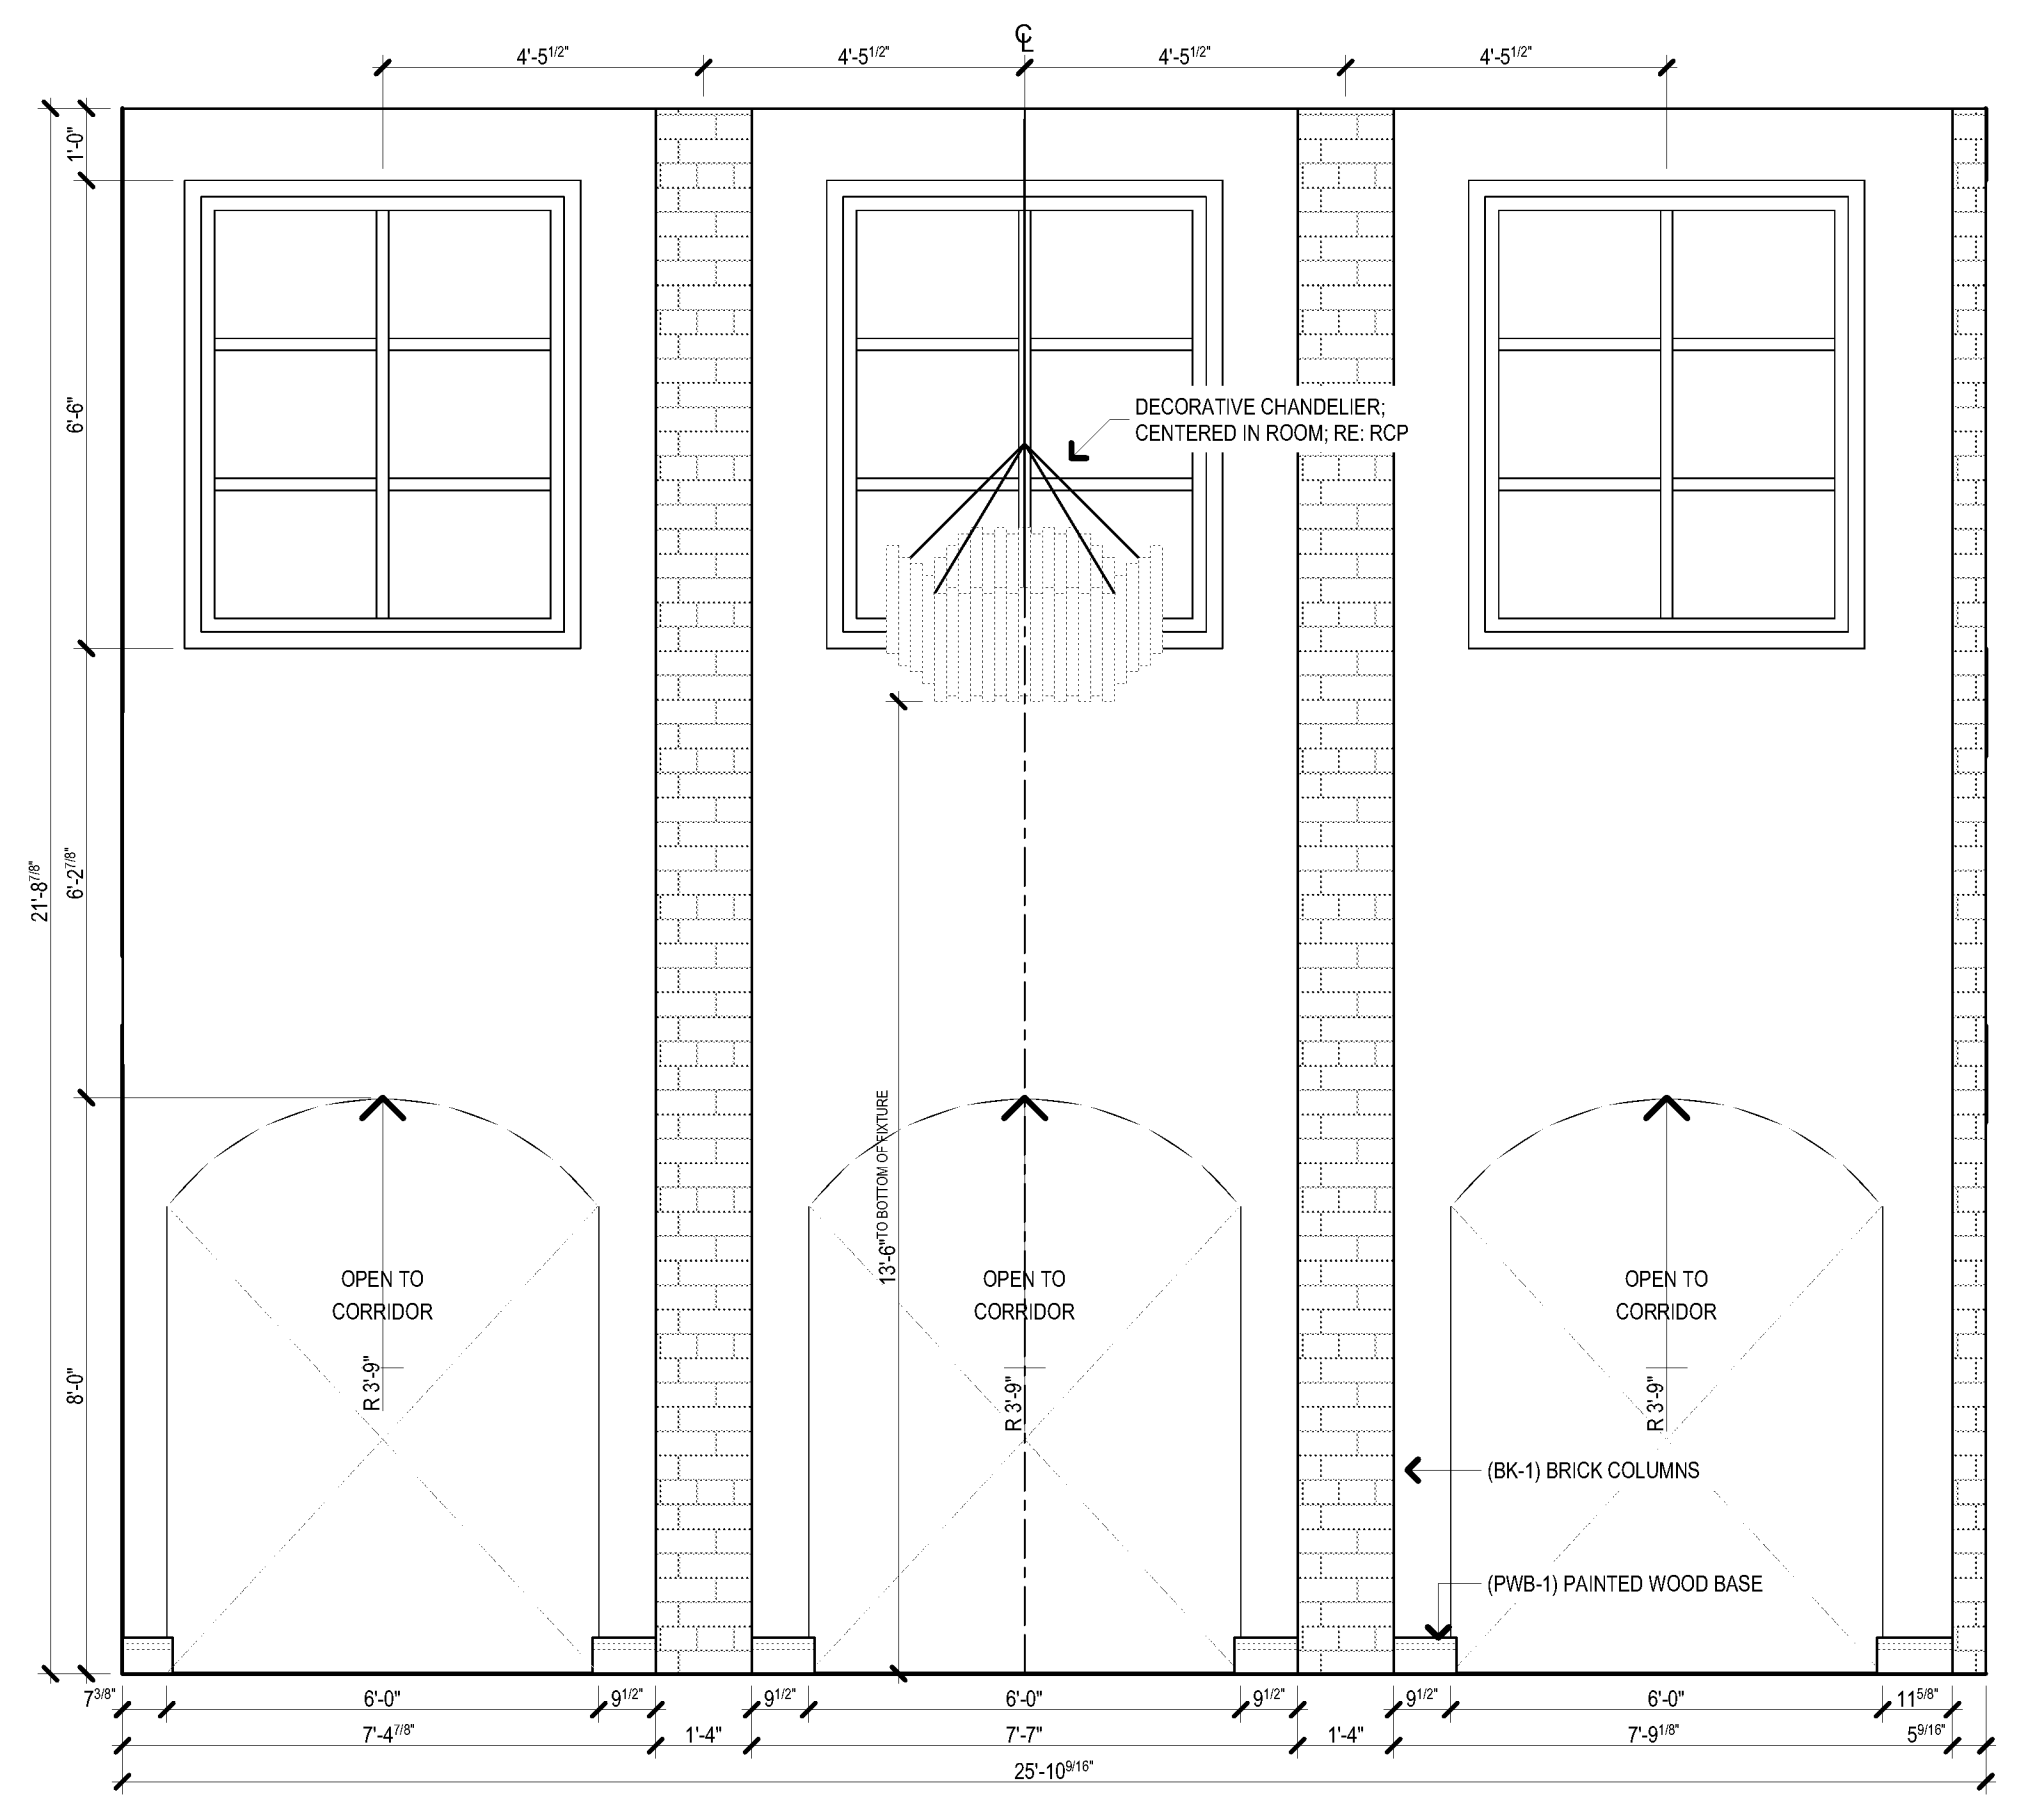 ℄
4'-5 1/2" 4'-5 1/2" 4'-5 1/2" 4'-5 1/2"
1'-0"
6'-6"
DECORATIVE CHANDELIER;
CENTERED IN ROOM; RE: RCP
21'-8 7/8"
6'-2 7/8"
8'-0"
13'-6" TO BOTTOM OF FIXTURE
OPEN TO
CORRIDOR
R 3'-9"
OPEN TO
CORRIDOR
R 3'-9"
OPEN TO
CORRIDOR
R 3'-9"
(BK-1) BRICK COLUMNS
(PWB-1) PAINTED WOOD BASE
7 3/8" 6'-0" 9 1/2" 9 1/2" 6'-0" 9 1/2" 9 1/2" 6'-0" 11 5/8"
7'-4 7/8" 1'-4" 7'-7" 1'-4" 7'-9 1/8" 5 9/16"
25'-10 9/16"